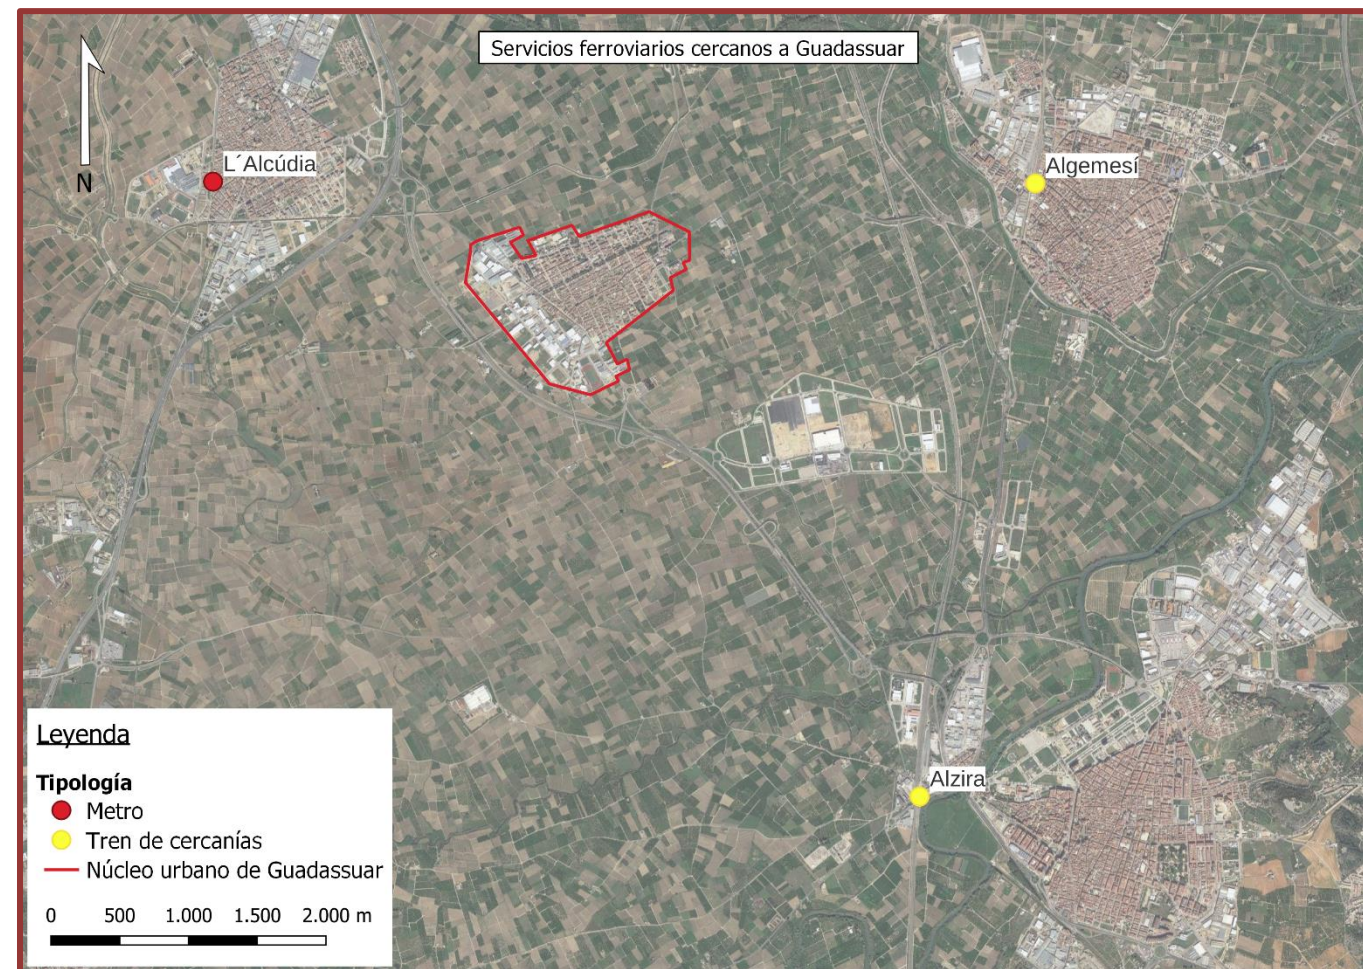 Servicios ferroviarios cercanos a Guadassuar
N
L´Alcúdia
Algemesí
Alzira
Leyenda
Tipología
Metro
Tren de cercanías
Núcleo urbano de Guadassuar
0 500 1.000 1.500 2.000 m